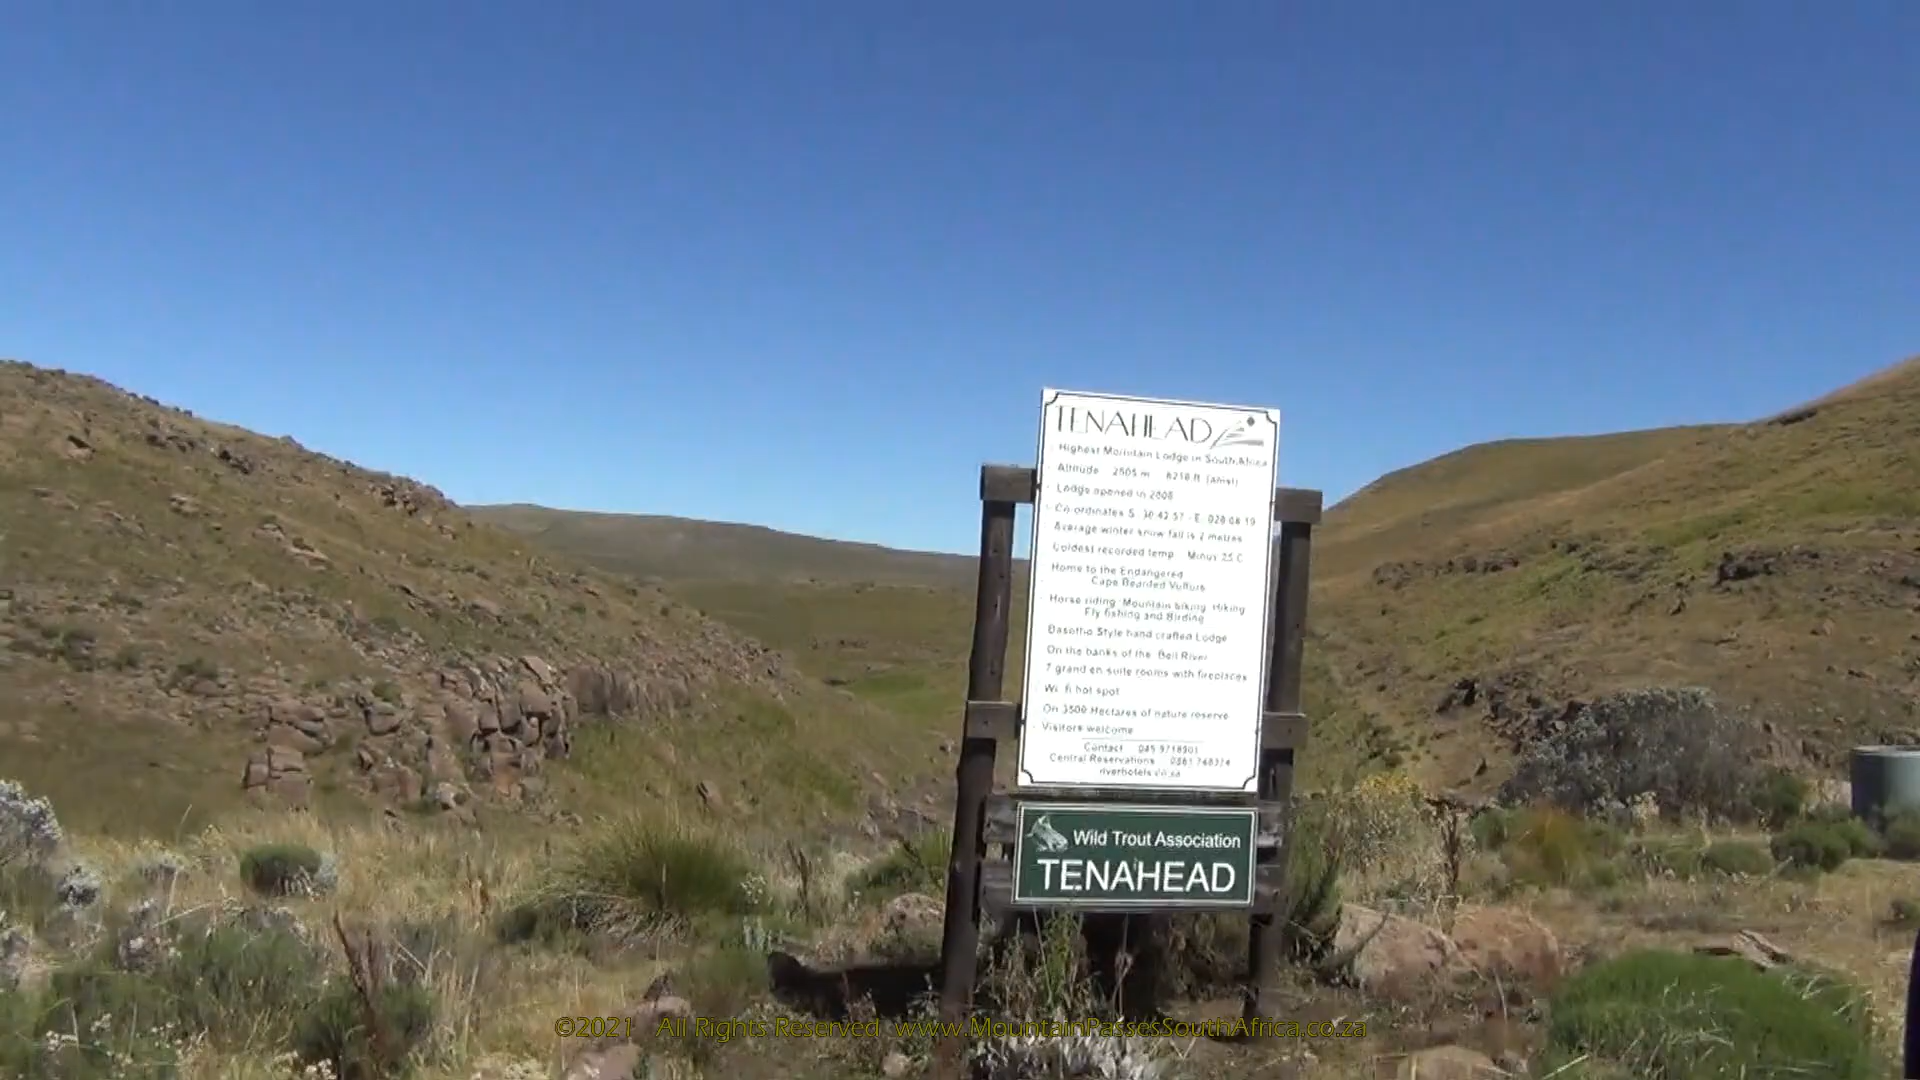 TENAHEAD
Highest Mountain Lodge in South Africa
Altitude 2505 m 8218 ft (amsl)
Lodge opened in 2008
Co ordinates S. 30 42 57 - E. 028 08 19
Average winter snow fall is 2 metres
Coldest recorded temp Minus 25 C
Home to the Endangered
Cape Bearded Vulture
Horse riding Mountain biking Hiking
Fly fishing and Birding
Basotho Style hand crafted Lodge
On the banks of the Bell River
7 grand en suite rooms with fireplaces
Wi fi hot spot
On 3500 Hectares of nature reserve
Visitors welcome
Contact 045 9718901
Central Reservations
riverhotels.co.za
Wild Trout Association
TENAHEAD
©2021 All Rights Reserved www.MountainPassesSouthAfrica.co.za